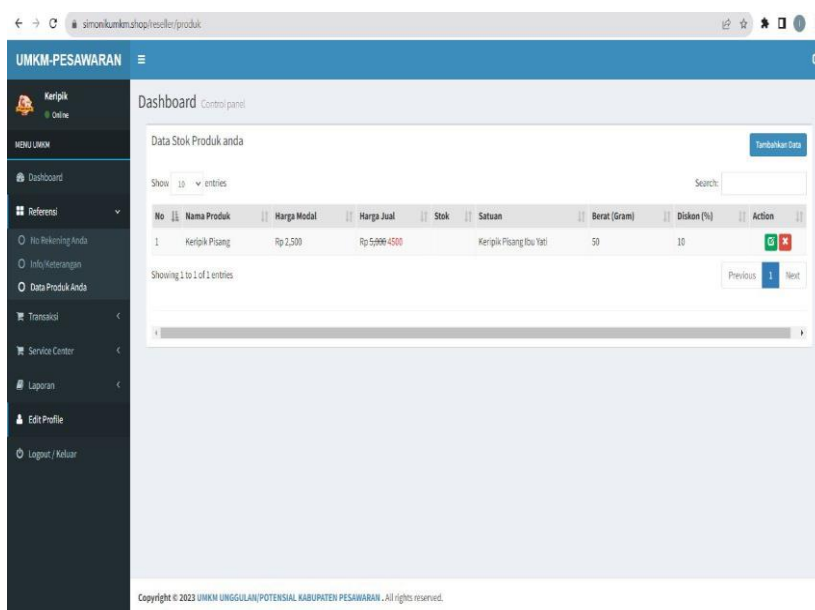 simonikumkm.shop/reseller/produk
UMKM-PESAWARAN
Keripik
Online
MENU UMKM
Dashboard
Referensi
No Rekening Anda
Info/Keterangan
Data Produk Anda
Transaksi
Service Center
Laporan
Edit Profile
Logout / Keluar
Dashboard Control panel
Data Stok Produk anda
Tambahkan Data
Show 10 entries
Search:
No Nama Produk Harga Modal Harga Jual Stok Satuan Berat (Gram) Diskon (%) Action
1 Keripik Pisang Rp 2,500 Rp 5,000 4500 Keripik Pisang Ibu Yati 50 10
Showing 1 to 1 of 1 entries
Previous 1 Next
Copyright © 2023 UMKM UNGGULAN/POTENSIAL KABUPATEN PESAWARAN . All rights reserved.